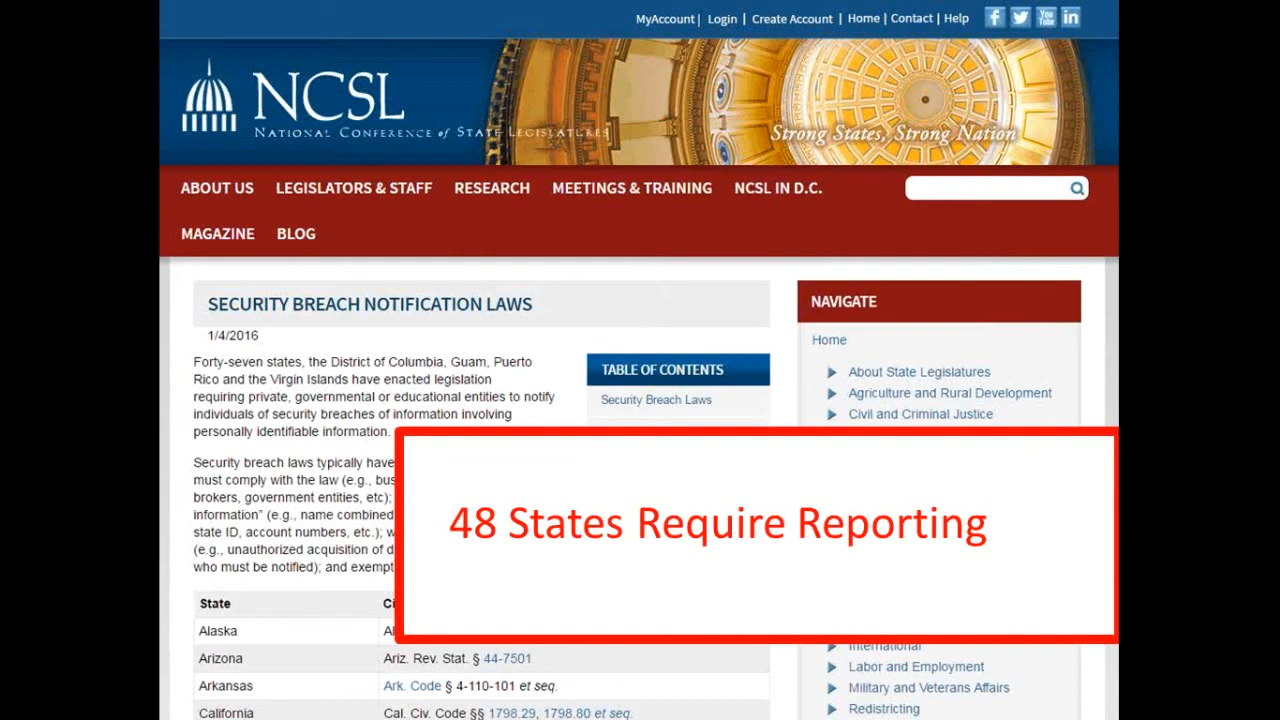 MyAccount | Login | Create Account | Home | Contact | Help
NCSL
NATIONAL CONFERENCE of STATE LEGISLATURES
Strong States, Strong Nation
ABOUT US LEGISLATORS & STAFF RESEARCH MEETINGS & TRAINING NCSL IN D.C.
MAGAZINE BLOG
SECURITY BREACH NOTIFICATION LAWS
1/4/2016
Forty-seven states, the District of Columbia, Guam, Puerto
Rico and the Virgin Islands have enacted legislation
requiring private, governmental or educational entities to notify
individuals of security breaches of information involving
personally identifiable information.
Security breach laws typically have
must comply with the law (e.g., bus
brokers, government entities, etc);
information” (e.g., name combined
state ID, account numbers, etc.); w
(e.g., unauthorized acquisition of d
who must be notified); and exempt
TABLE OF CONTENTS
Security Breach Laws
48 States Require Reporting
State Ci
Alaska Al
Arizona Ariz. Rev. Stat. § 44-7501
Arkansas Ark. Code § 4-110-101 et seq.
California Cal. Civ. Code §§ 1798.29, 1798.80 et seq.
NAVIGATE
Home
About State Legislatures
Agriculture and Rural Development
Civil and Criminal Justice
International
Labor and Employment
Military and Veterans Affairs
Redistricting